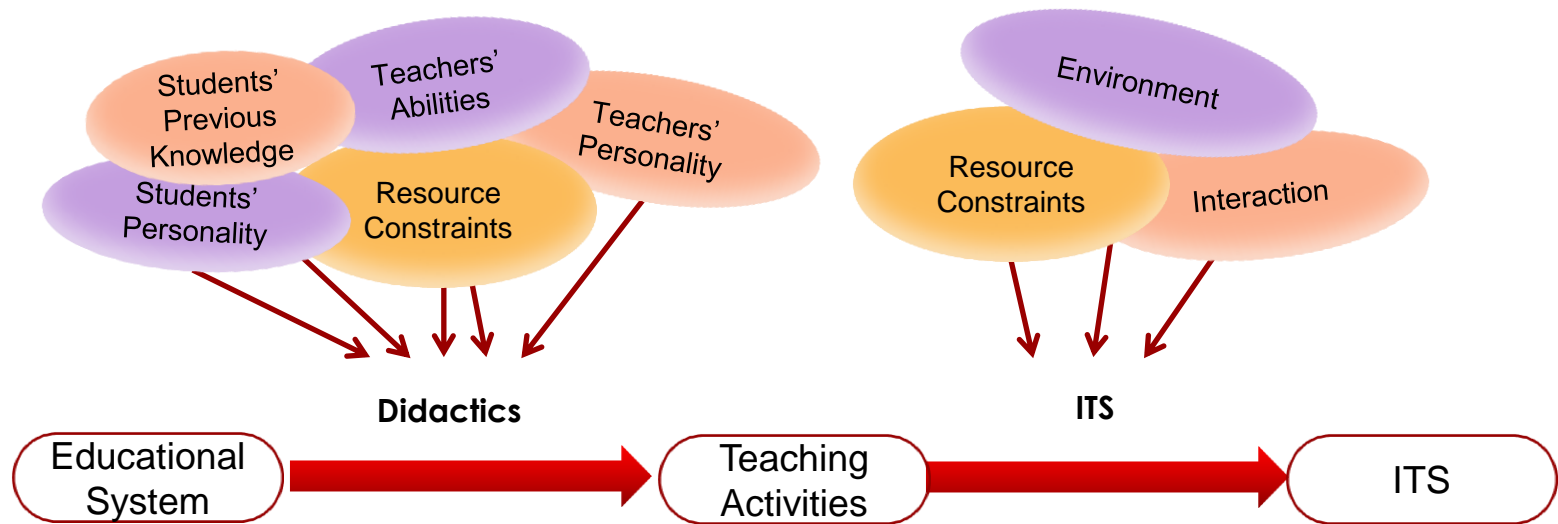 Students'
Previous
Knowledge
Teachers'
Abilities
Teachers'
Personality
Students'
Personality
Resource
Constraints
Environment
Resource
Constraints
Interaction
Didactics
ITS
Educational
System
Teaching
Activities
ITS